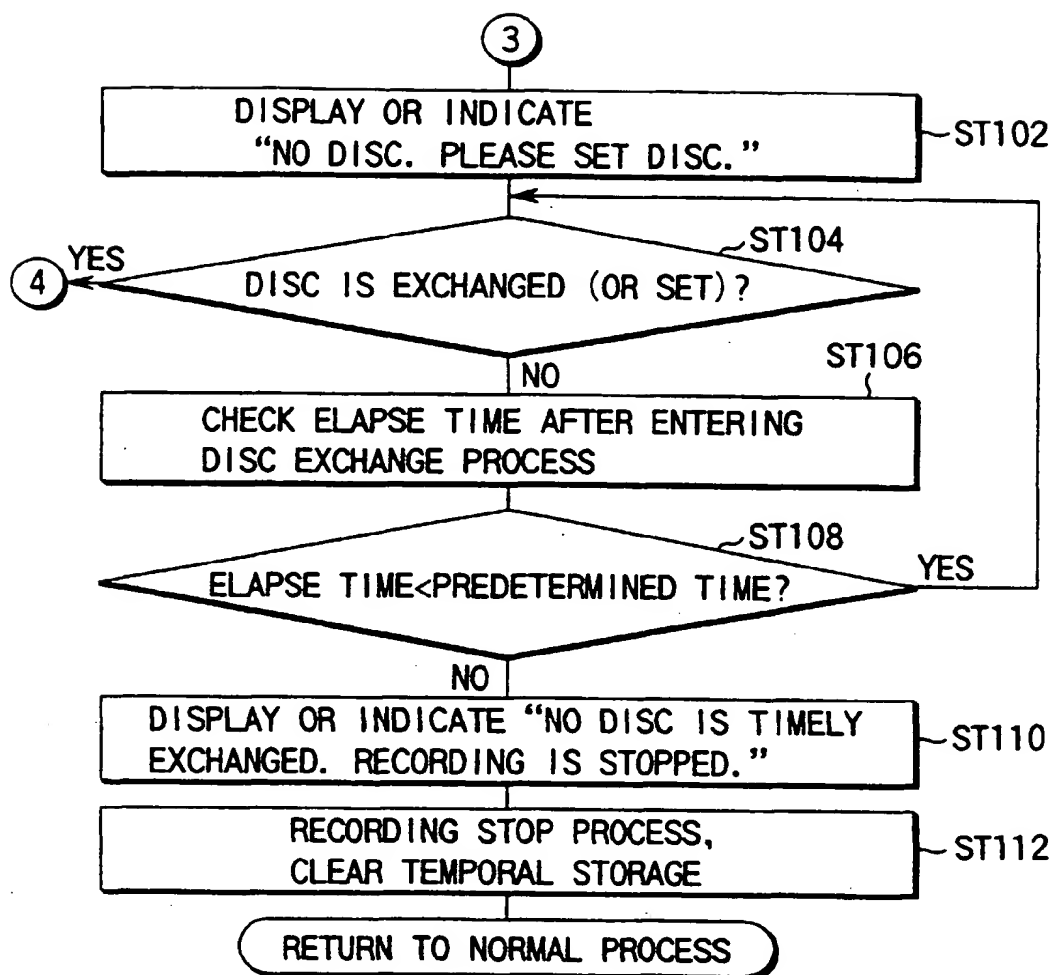 3
DISPLAY OR INDICATE
“NO DISC. PLEASE SET DISC.”
ST102
ST104
YES
4
DISC IS EXCHANGED (OR SET)?
NO
ST106
CHECK ELAPSE TIME AFTER ENTERING
DISC EXCHANGE PROCESS
ST108
YES
ELAPSE TIME<PREDETERMINED TIME?
NO
DISPLAY OR INDICATE “NO DISC IS TIMELY
EXCHANGED. RECORDING IS STOPPED.”
ST110
RECORDING STOP PROCESS,
CLEAR TEMPORAL STORAGE
ST112
RETURN TO NORMAL PROCESS